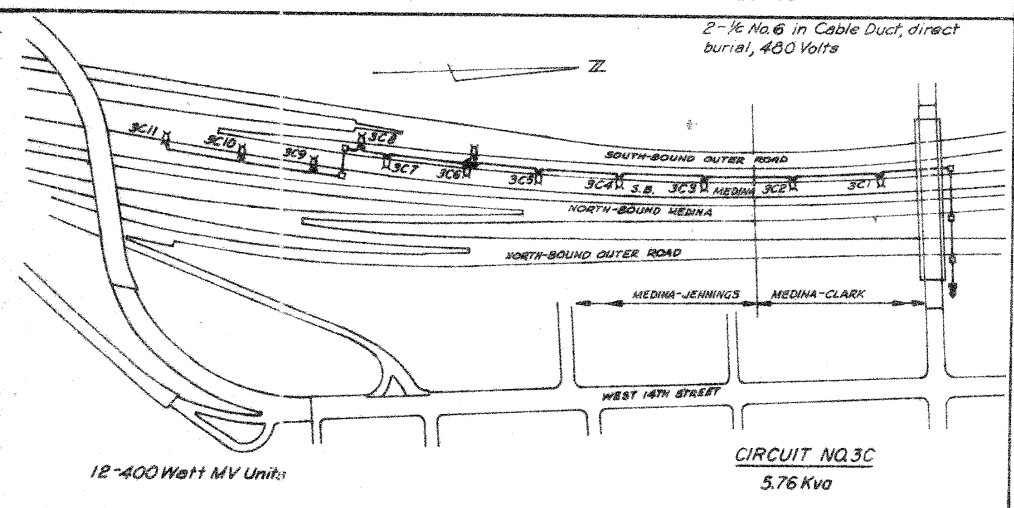 2-1/c No.6 in Cable Duct, direct
burial, 480 Volts
Z
3C11
3C10
3C9
3C8
3C7
3C6
3C5
3C4
3C3
3C2
3C1
SOUTH-BOUND OUTER ROAD
S.B. MEDINA
NORTH-BOUND MEDINA
NORTH-BOUND OUTER ROAD
MEDINA-JENNINGS
MEDINA-CLARK
WEST 14TH STREET
12-400 Watt MV Units
CIRCUIT NO.3C
5.76 Kva